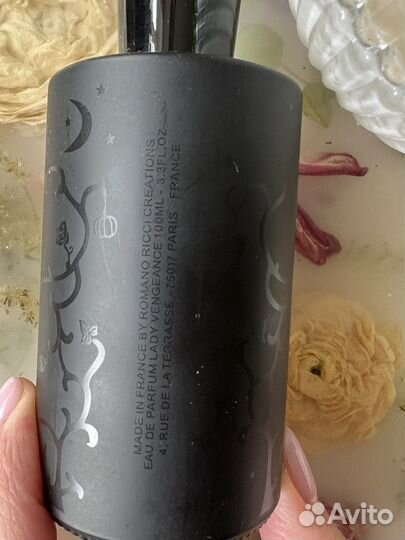 MADE IN FRANCE BY ROMANO RICCI CREATIONS
EAU DE PARFUM LADY VENGEANCE 100ML - 3.3FL.OZ
4, RUE DE LA TERRASSE - 75017 PARIS - FRANCE
Avito